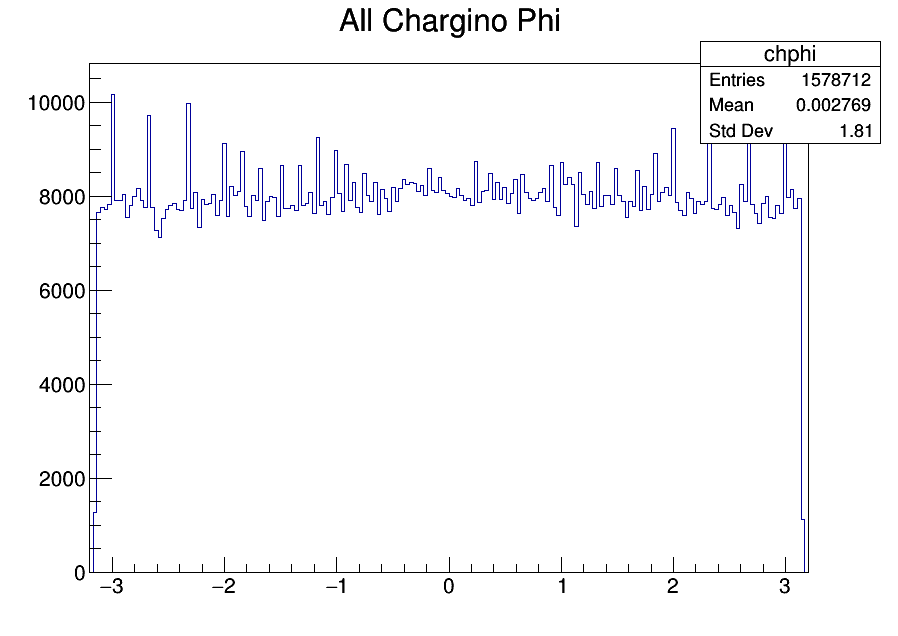 All Chargino Phi
chphi
Entries 1578712
Mean 0.002769
Std Dev 1.81
10000
8000
6000
4000
2000
0
−3 −2 −1 0 1 2 3